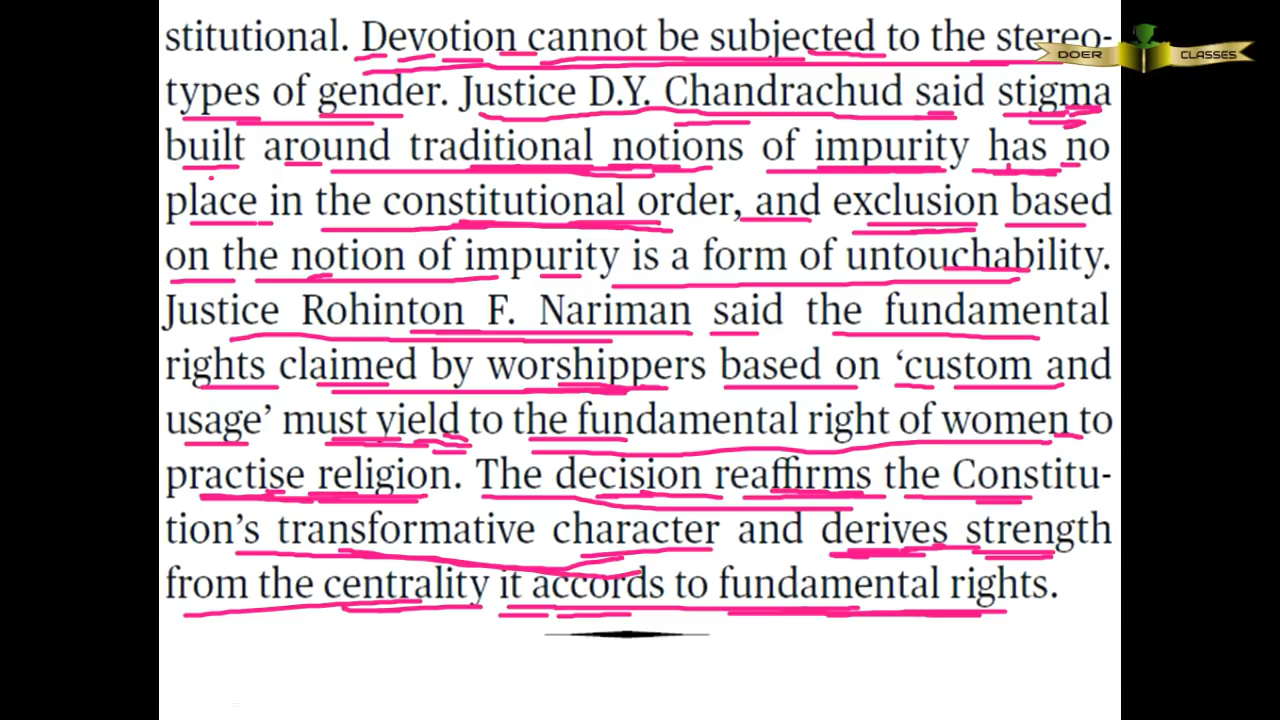 stitutional. Devotion cannot be subjected to the stereo-
DOER CLASSES
types of gender. Justice D.Y. Chandrachud said stigma
built around traditional notions of impurity has no
place in the constitutional order, and exclusion based
on the notion of impurity is a form of untouchability.
Justice Rohinton F. Nariman said the fundamental
rights claimed by worshippers based on ‘custom and
usage’ must yield to the fundamental right of women to
practise religion. The decision reaffirms the Constitu-
tion’s transformative character and derives strength
from the centrality it accords to fundamental rights.